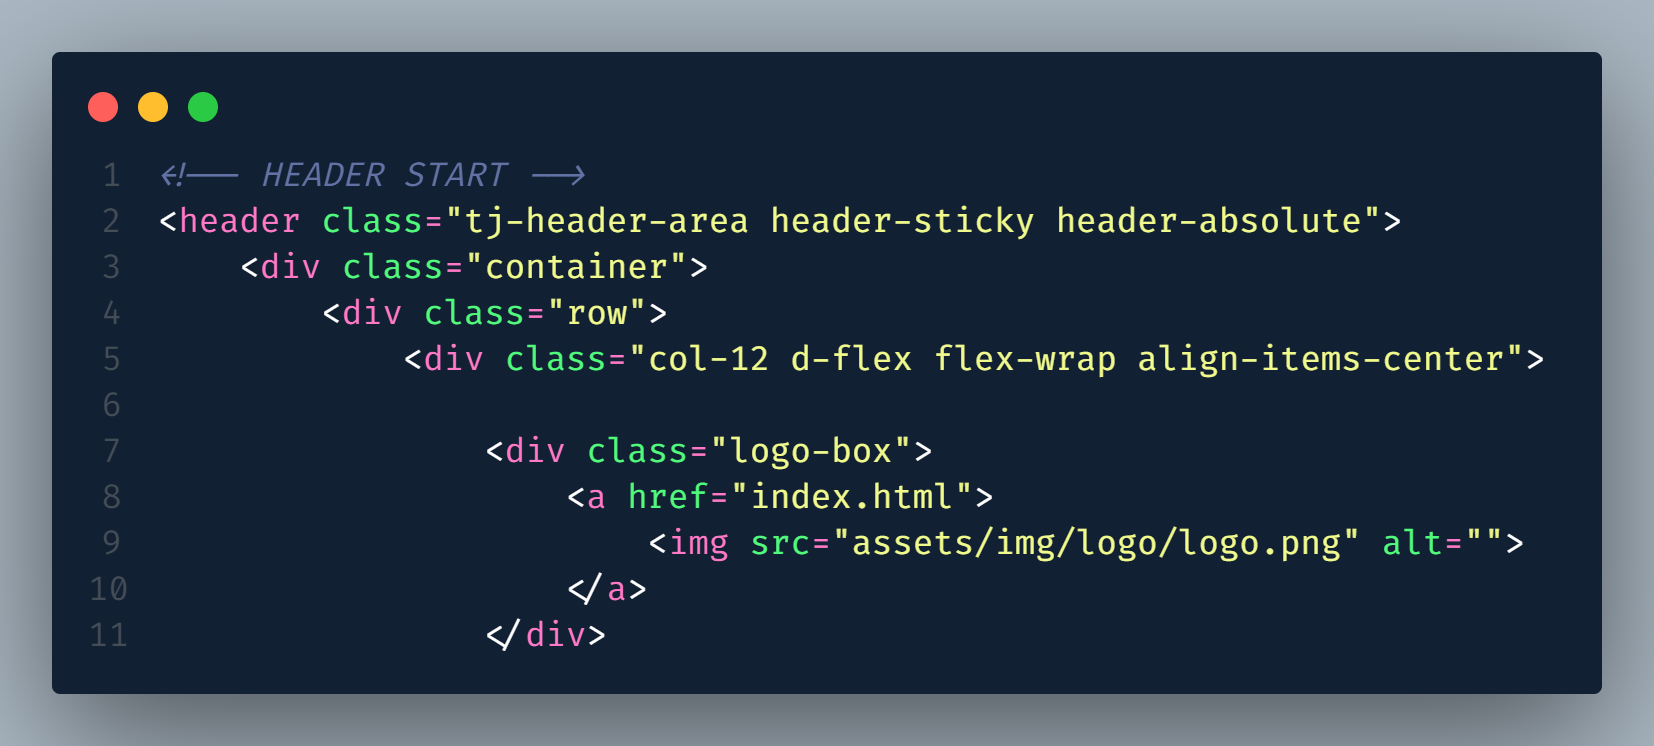 1 <!-- HEADER START -->
2 <header class="tj-header-area header-sticky header-absolute">
3     <div class="container">
4         <div class="row">
5             <div class="col-12 d-flex flex-wrap align-items-center">
6
7                 <div class="logo-box">
8                     <a href="index.html">
9                         <img src="assets/img/logo/logo.png" alt="">
10                     </a>
11                 </div>